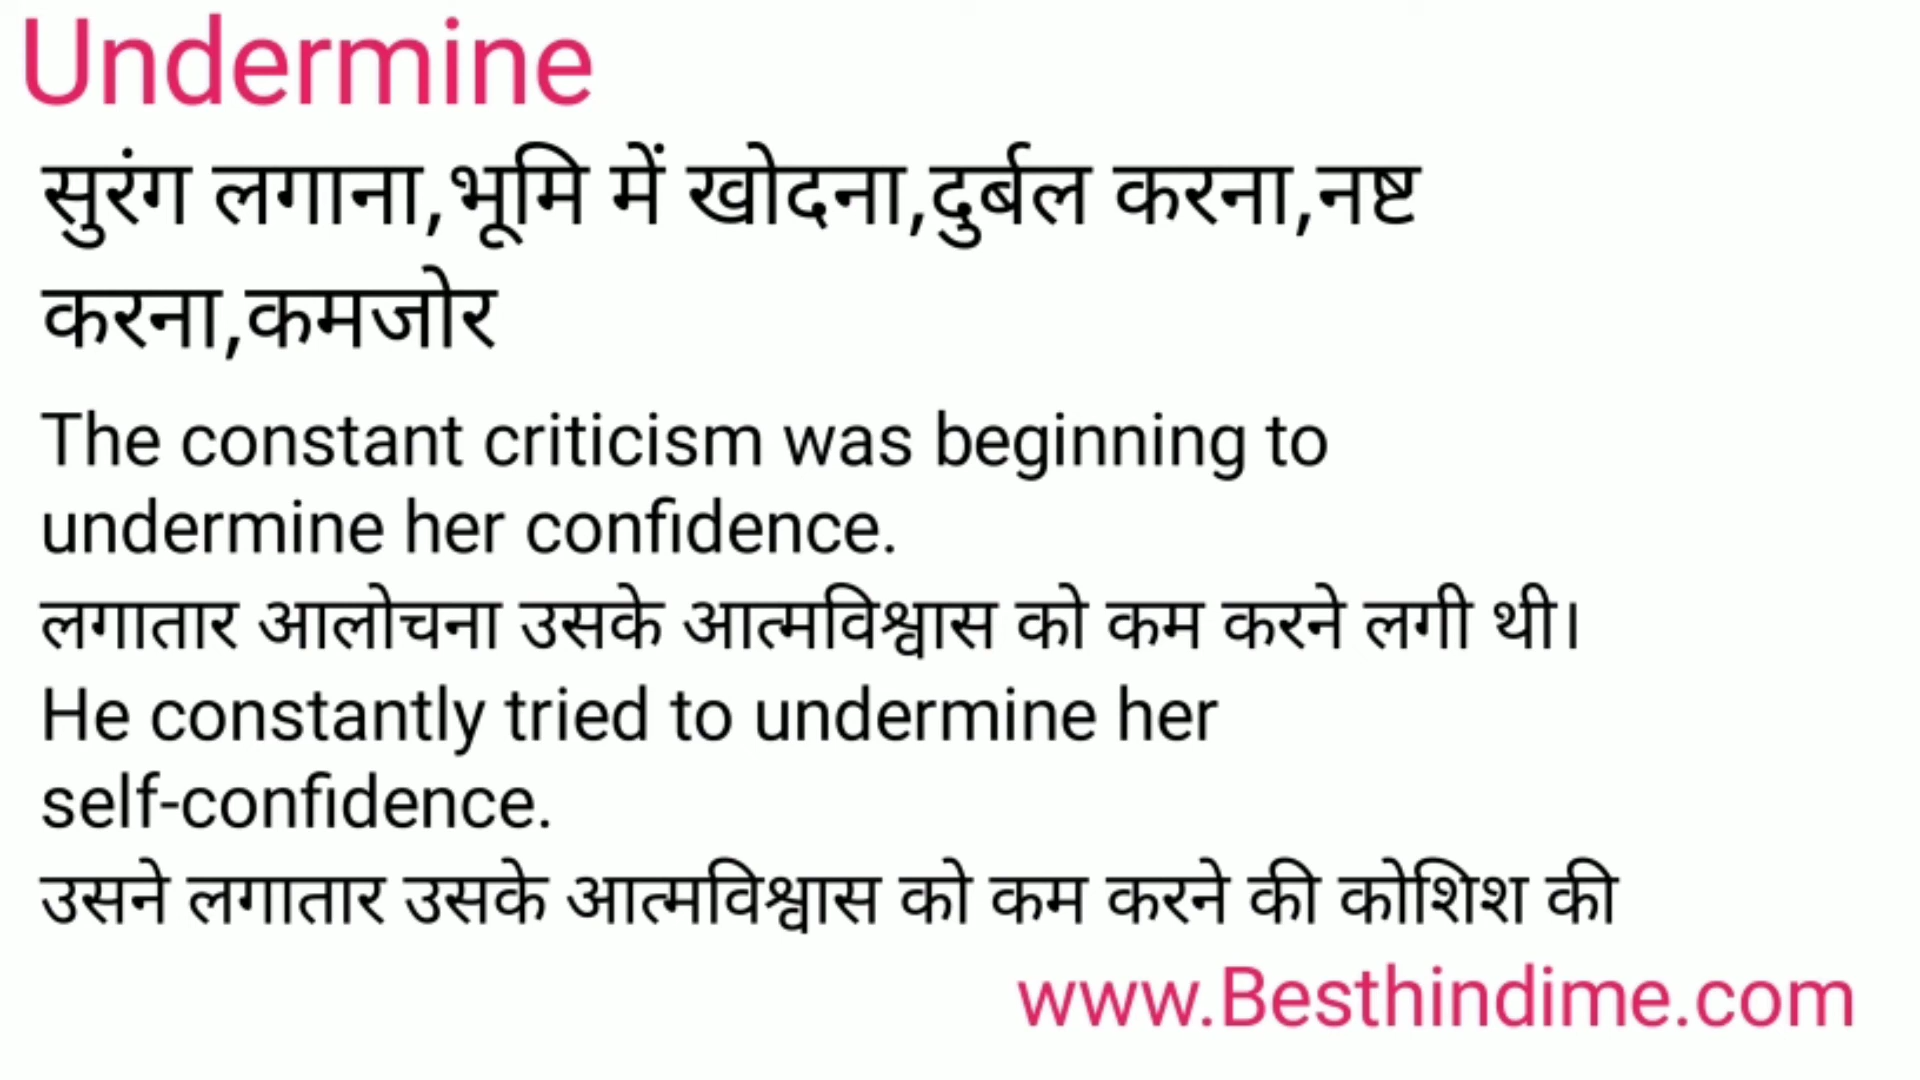 Undermine
सुरंग लगाना,भूमि में खोदना,दुर्बल करना,नष्ट
करना,कमजोर
The constant criticism was beginning to
undermine her confidence.
लगातार आलोचना उसके आत्मविश्वास को कम करने लगी थी।
He constantly tried to undermine her
self-confidence.
उसने लगातार उसके आत्मविश्वास को कम करने की कोशिश की
www.Besthindime.com